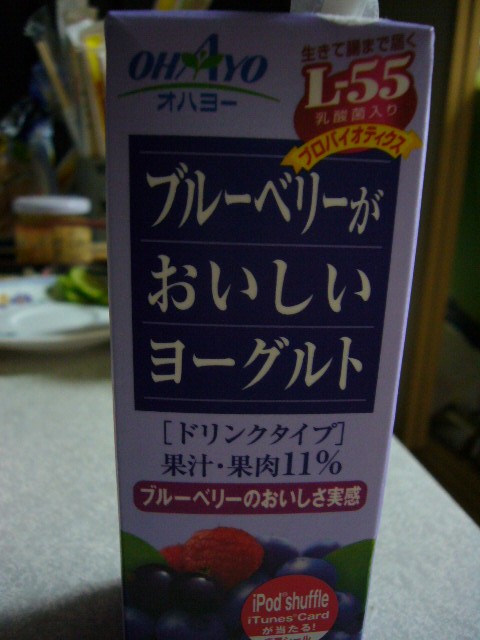 OHAYO
オハヨー
生きて腸まで届く
L-55
乳酸菌入り
プロバイオティクス
ブルーベリーが
おいしい
ヨーグルト
[ドリンクタイプ]
果汁・果肉11%
ブルーベリーのおいしさ実感
iPod shuffle
iTunes Card
が当たる!